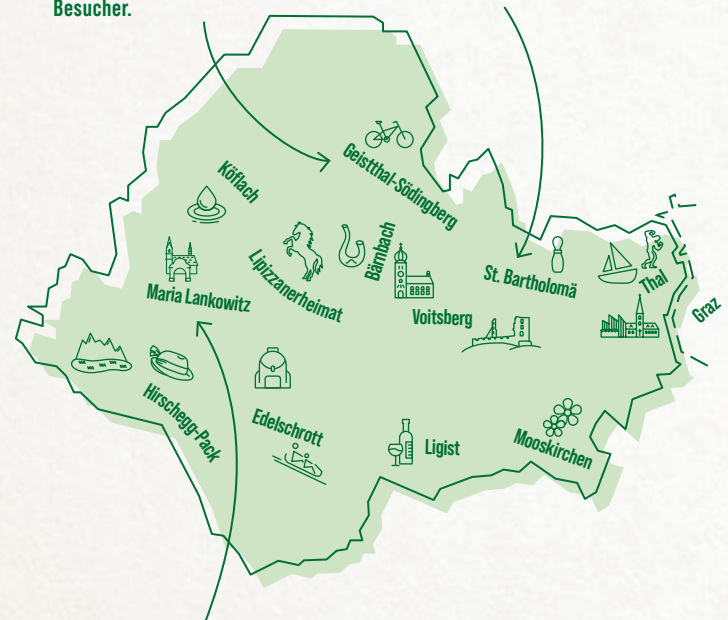 Besucher.
Geistthal-Södingberg
Köflach
Bärnbach
Lipizzanerheimat
St. Bartholomä
Thal
Maria Lankowitz
Voitsberg
Graz
Hirschegg-Pack
Edelschrott
Ligist
Mooskirchen